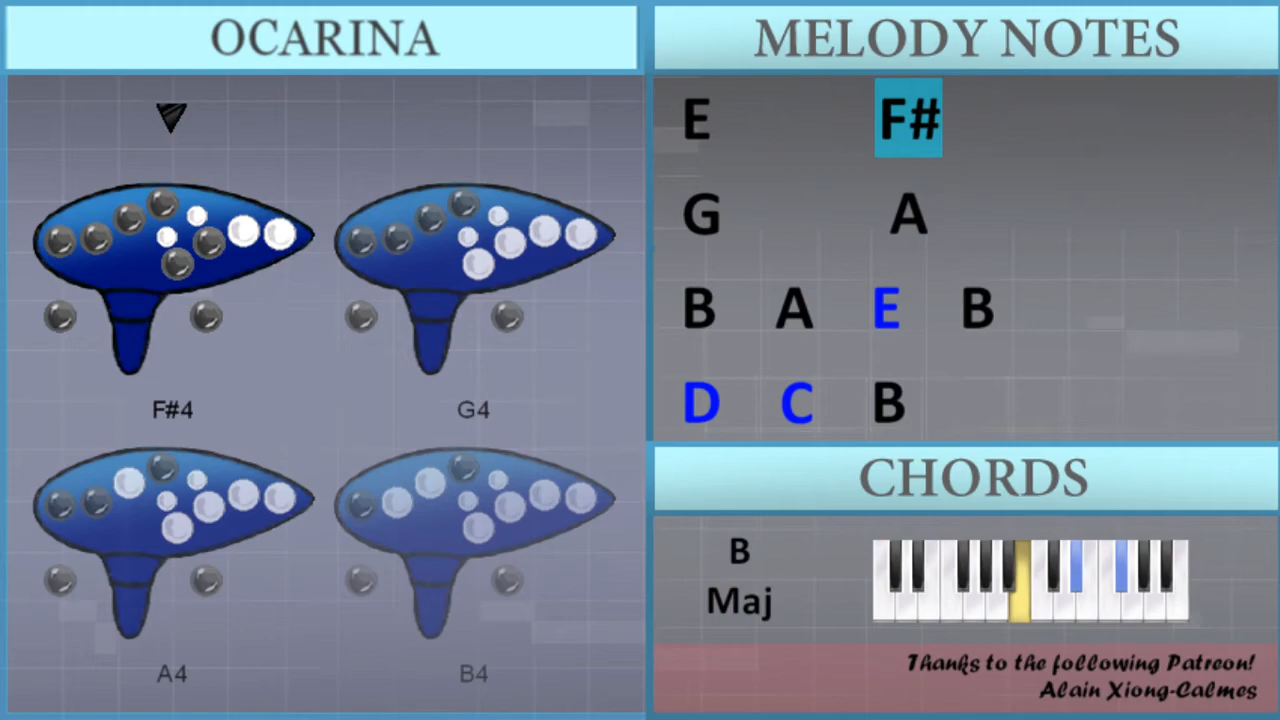 OCARINA
F#4 G4
A4 B4
MELODY NOTES
E F#
G A
B A E B
D C B
CHORDS
B
Maj
Thanks to the following Patreon!
Alain Xiong-Calmes